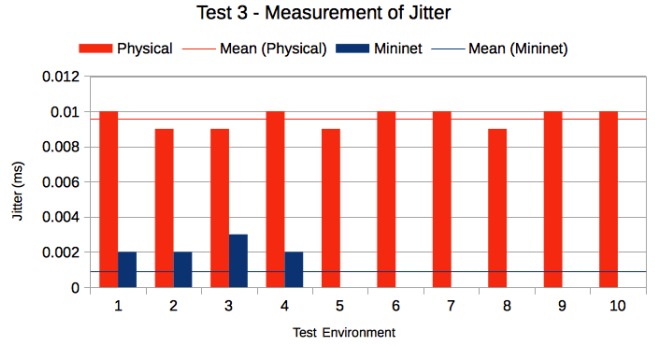 Test 3 - Measurement of Jitter
Physical Mean (Physical) Mininet Mean (Mininet)
0.012
0.01
0.008
0.006
0.004
0.002
0
Jitter (ms)
1 2 3 4 5 6 7 8 9 10
Test Environment